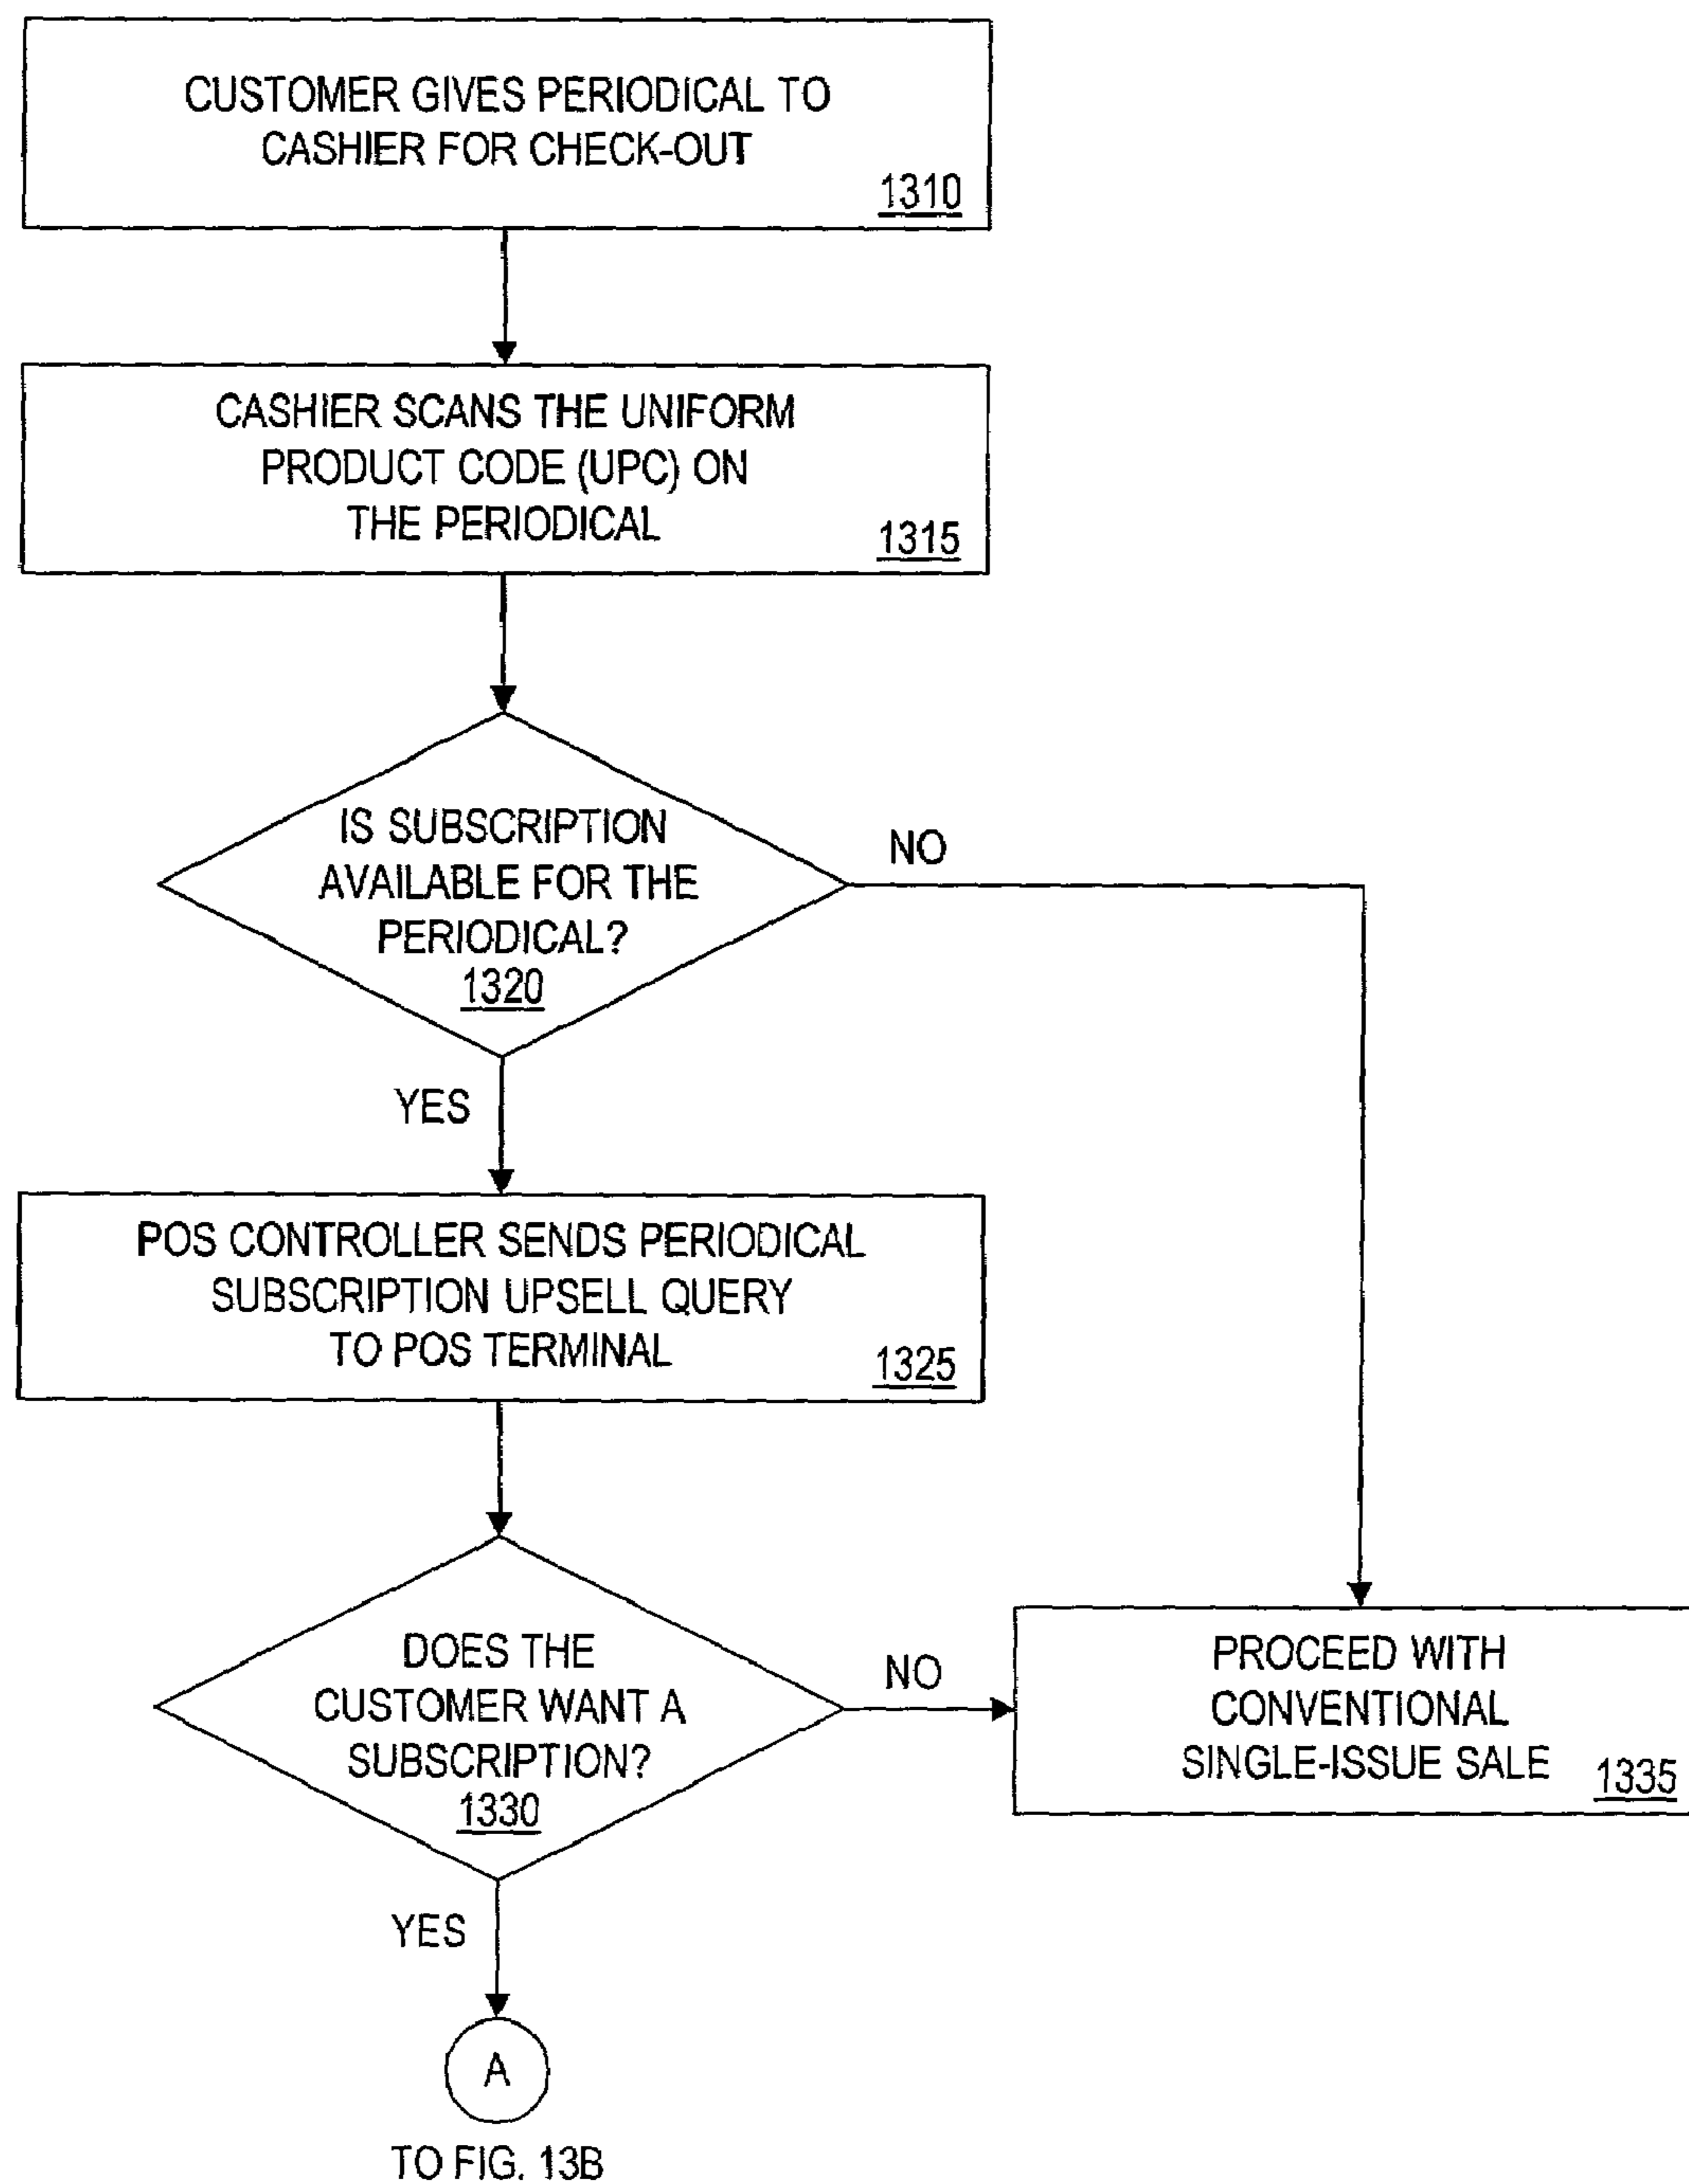 CUSTOMER GIVES PERIODICAL TO
CASHIER FOR CHECK-OUT
1310
CASHIER SCANS THE UNIFORM
PRODUCT CODE (UPC) ON
THE PERIODICAL
1315
IS SUBSCRIPTION
AVAILABLE FOR THE
PERIODICAL?
1320
NO
YES
POS CONTROLLER SENDS PERIODICAL
SUBSCRIPTION UPSELL QUERY
TO POS TERMINAL
1325
DOES THE
CUSTOMER WANT A
SUBSCRIPTION?
1330
NO
PROCEED WITH
CONVENTIONAL
SINGLE-ISSUE SALE
1335
YES
A
TO FIG. 13B